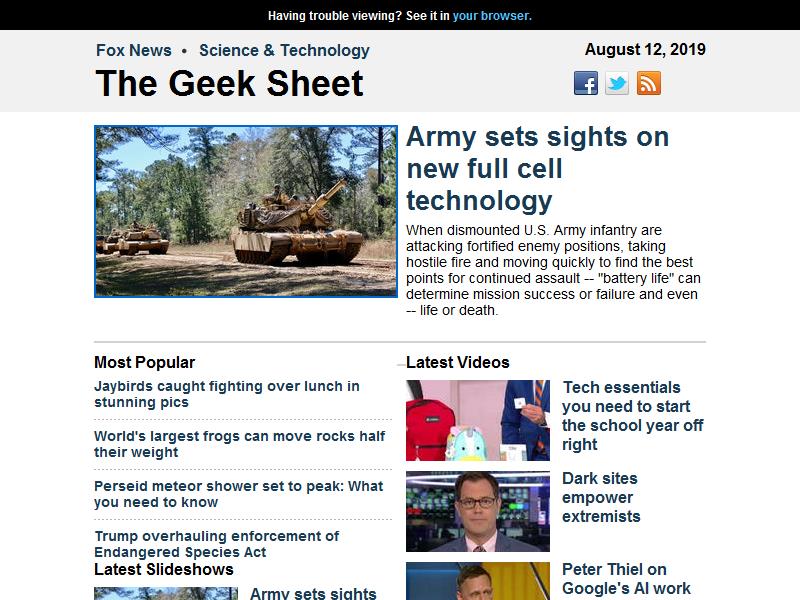 Having trouble viewing? See it in your browser.
Fox News • Science & Technology
August 12, 2019
The Geek Sheet
Army sets sights on
new full cell
technology
When dismounted U.S. Army infantry are
attacking fortified enemy positions, taking
hostile fire and moving quickly to find the best
points for continued assault -- "battery life" can
determine mission success or failure and even
-- life or death.
Most Popular
Jaybirds caught fighting over lunch in
stunning pics
World's largest frogs can move rocks half
their weight
Perseid meteor shower set to peak: What
you need to know
Trump overhauling enforcement of
Endangered Species Act
Latest Slideshows
Army sets sights
Latest Videos
Tech essentials
you need to start
the school year off
right
Dark sites
empower
extremists
Peter Thiel on
Google's AI work